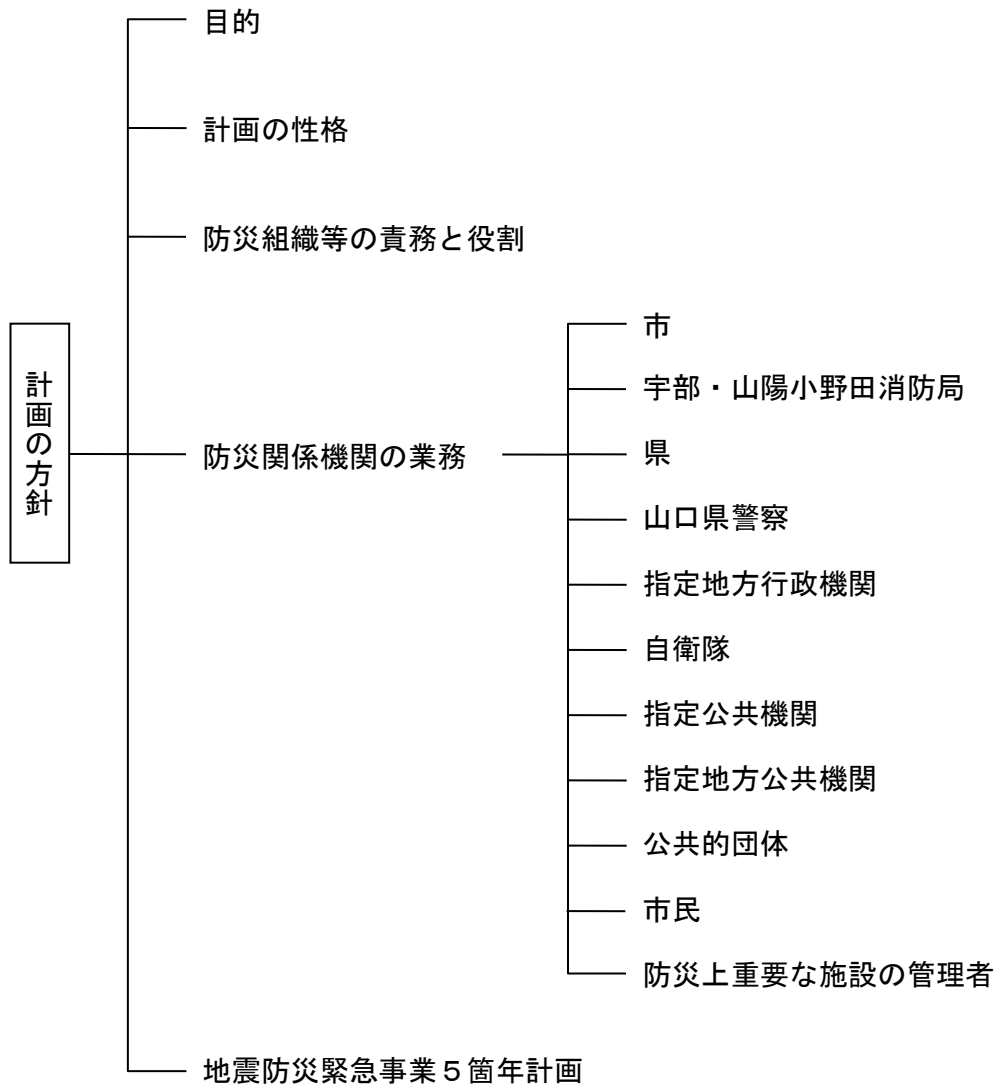 計画の方針
目的
計画の性格
防災組織等の責務と役割
防災関係機関の業務
市
宇部・山陽小野田消防局
県
山口県警察
指定地方行政機関
自衛隊
指定公共機関
指定地方公共機関
公共的団体
市民
防災上重要な施設の管理者
地震防災緊急事業５箇年計画